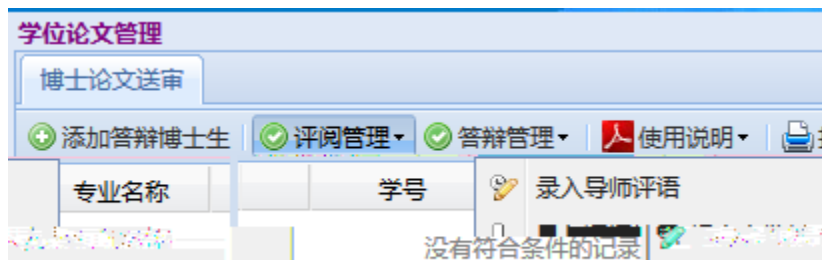 学位论文管理
博士论文送审
添加答辩博士生 评阅管理 答辩管理 使用说明
专业名称 学号 录入导师评语
没有符合条件的记录